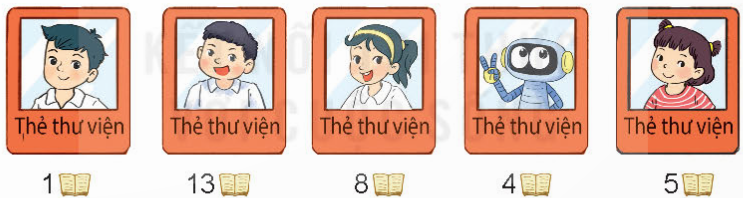 Thẻ thư viện Thẻ thư viện Thẻ thư viện Thẻ thư viện Thẻ thư viện
1 13 8 4 5